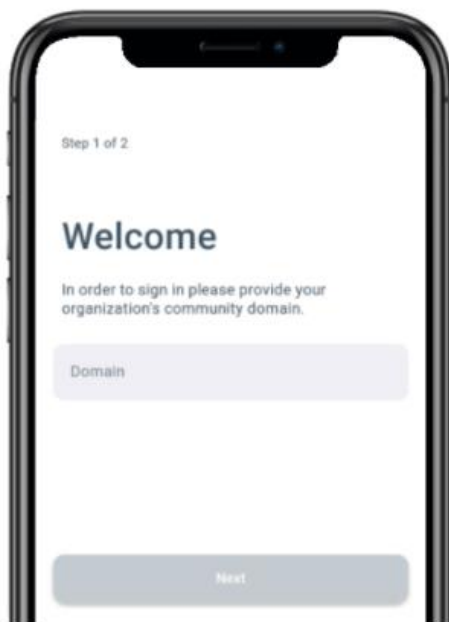 Step 1 of 2
Welcome
In order to sign in please provide your
organization's community domain.
Domain
Next